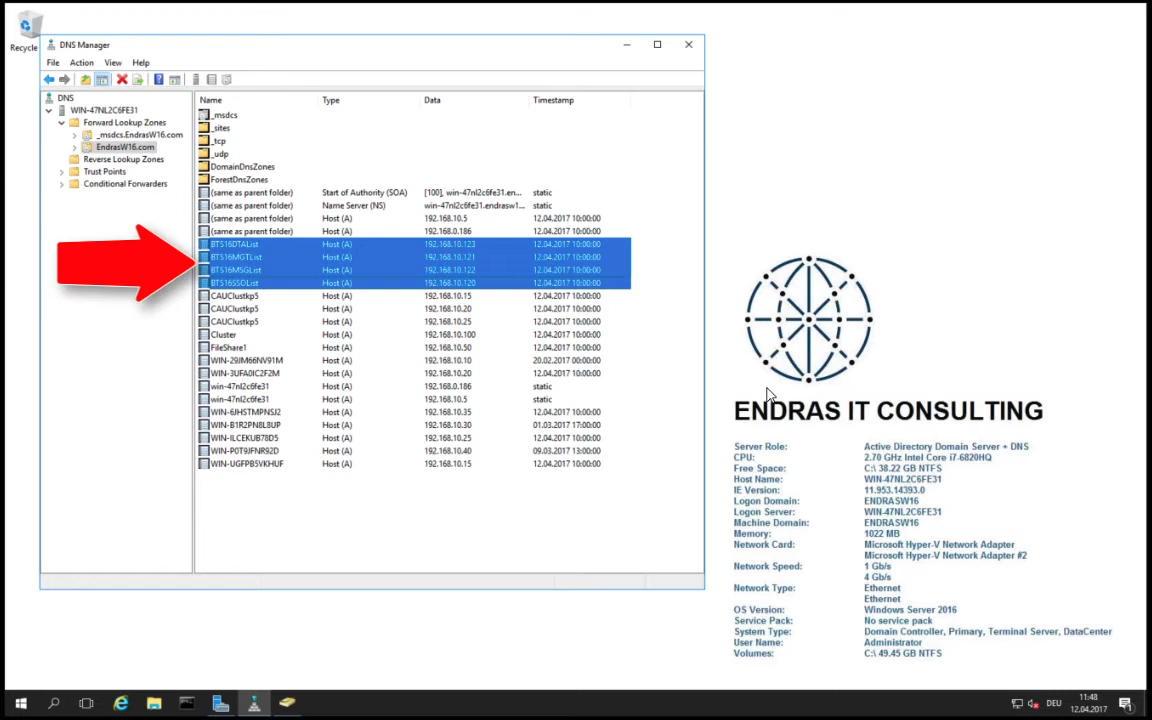 Recycle
DNS Manager
File Action View Help
DNS
WIN-47NL2C6FE31
Forward Lookup Zones
_msdcs.EndrasW16.com
EndrasW16.com
Reverse Lookup Zones
Trust Points
Conditional Forwarders
Name Type Data Timestamp
_msdcs
_sites
_tcp
_udp
DomainDnsZones
ForestDnsZones
(same as parent folder) Start of Authority (SOA) [100], win-47nl2c6fe31.en... static
(same as parent folder) Name Server (NS) win-47nl2c6fe31.endrasw1... static
(same as parent folder) Host (A) 192.168.10.5 12.04.2017 10:00:00
(same as parent folder) Host (A) 192.168.0.186 12.04.2017 10:00:00
BTS16DTAList Host (A) 192.168.10.123 12.04.2017 10:00:00
BTS16MGTList Host (A) 192.168.10.121 12.04.2017 10:00:00
BTS16MSGList Host (A) 192.168.10.122 12.04.2017 10:00:00
BTS16SSOList Host (A) 192.168.10.120 12.04.2017 10:00:00
CAUClustkp5 Host (A) 192.168.10.15 12.04.2017 10:00:00
CAUClustkp5 Host (A) 192.168.10.20 12.04.2017 10:00:00
CAUClustkp5 Host (A) 192.168.10.25 12.04.2017 10:00:00
Cluster Host (A) 192.168.10.100 12.04.2017 10:00:00
FileShare1 Host (A) 192.168.10.50 12.04.2017 10:00:00
WIN-29JM66NV91M Host (A) 192.168.10.10 20.02.2017 00:00:00
WIN-3UFA0IC2F2M Host (A) 192.168.10.20 12.04.2017 10:00:00
win-47nl2c6fe31 Host (A) 192.168.0.186 static
win-47nl2c6fe31 Host (A) 192.168.10.5 static
WIN-6JHSTMPNSJ2 Host (A) 192.168.10.35 12.04.2017 10:00:00
WIN-B1R2PN8L8UP Host (A) 192.168.10.30 01.03.2017 17:00:00
WIN-ILCEKUB78D5 Host (A) 192.168.10.25 12.04.2017 10:00:00
WIN-P0T9JFNR92D Host (A) 192.168.10.40 09.03.2017 13:00:00
WIN-UGFPB5VKHUF Host (A) 192.168.10.15 12.04.2017 10:00:00
ENDRAS IT CONSULTING
Server Role: Active Directory Domain Server + DNS
CPU: 2.70 GHz Intel Core i7-6820HQ
Free Space: C:\ 38.22 GB NTFS
Host Name: WIN-47NL2C6FE31
IE Version: 11.953.14393.0
Logon Domain: ENDRASW16
Logon Server: WIN-47NL2C6FE31
Machine Domain: ENDRASW16
Memory: 1022 MB
Network Card: Microsoft Hyper-V Network Adapter
Microsoft Hyper-V Network Adapter #2
Network Speed: 1 Gb/s
4 Gb/s
Network Type: Ethernet
Ethernet
OS Version: Windows Server 2016
Service Pack: No service pack
System Type: Domain Controller, Primary, Terminal Server, DataCenter
User Name: Administrator
Volumes: C:\ 49.45 GB NTFS
DEU
11:48
12.04.2017